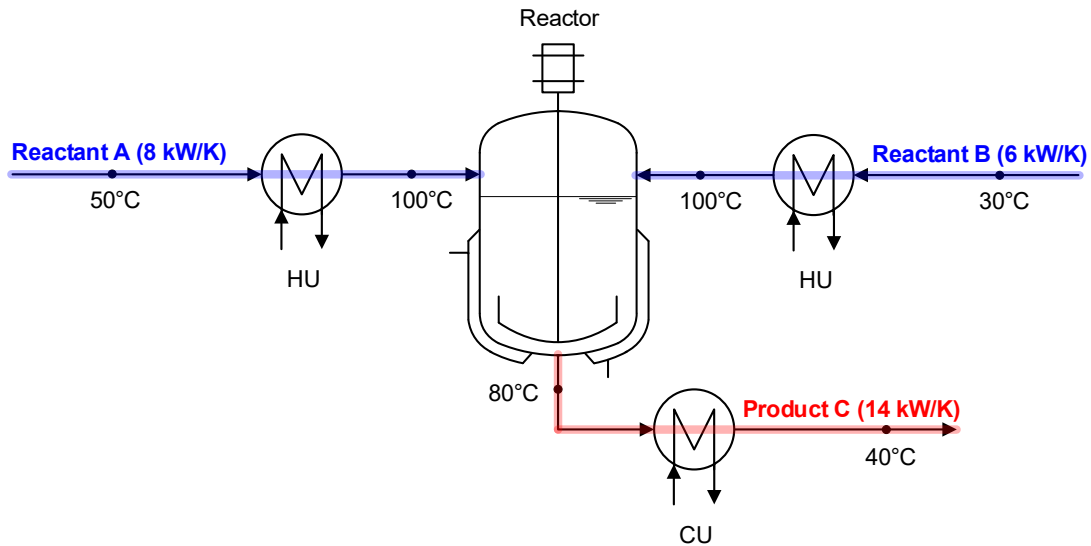 Reactor
Reactant A (8 kW/K)
Reactant B (6 kW/K)
50°C
100°C
100°C
30°C
HU
HU
80°C
Product C (14 kW/K)
40°C
CU